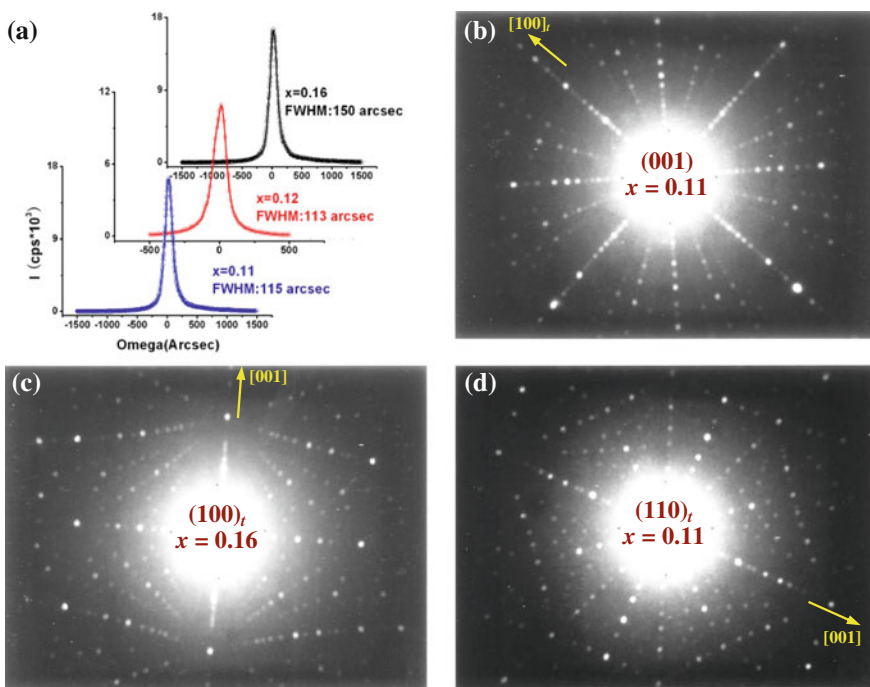 (a)
18
9
0
x=0.16
FWHM:150 arcsec
-1500 -1000 -500 0 500 1000 1500
12
6
0
x=0.12
FWHM:113 arcsec
-500 0 500
18
9
0
x=0.11
FWHM:115 arcsec
-1500 -1000 -500 0 500 1000 1500
I (cps*10³)
Omega(Arcsec)
(b)
[100]t
(001)
x = 0.11
(c)
[001]
(100)t
x = 0.16
(d)
(110)t
x = 0.11
[001]